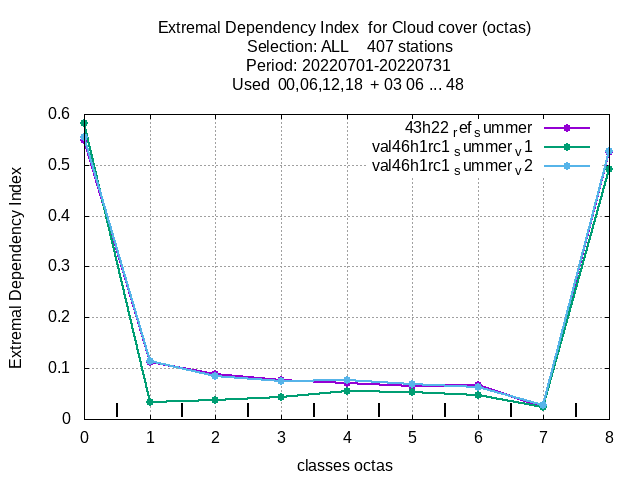 Extremal Dependency Index  for Cloud cover (octas)
Selection: ALL    407 stations
Period: 20220701-20220731
Used  00,06,12,18  + 03 06 ... 48
0.6
0.5
0.4
0.3
0.2
0.1
0
Extremal Dependency Index
43h22 ref summer
val46h1rc1 summer v1
val46h1rc1 summer v2
0 1 2 3 4 5 6 7 8
classes octas